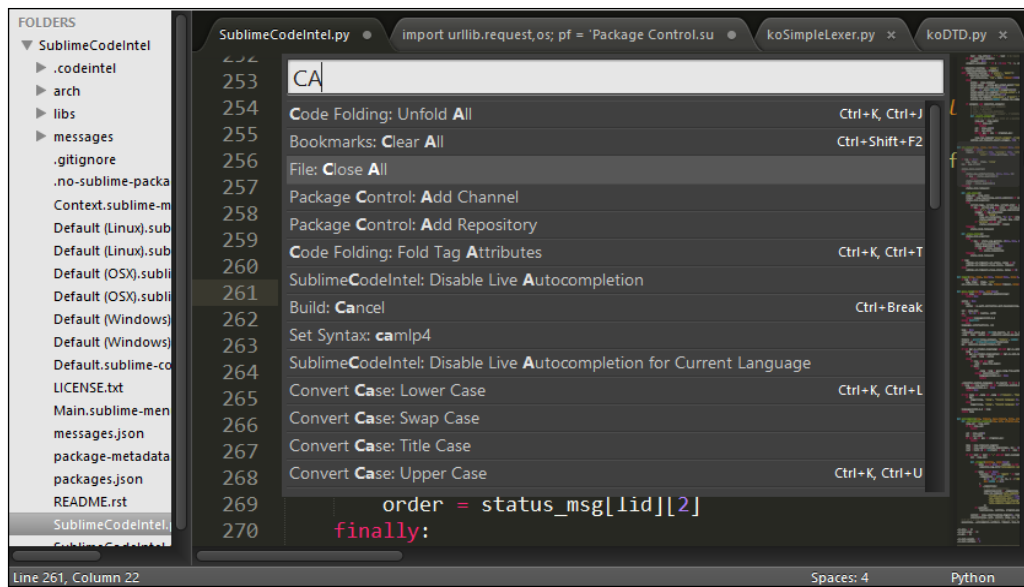 FOLDERS
SublimeCodeIntel
.codeintel
arch
libs
messages
.gitignore
.no-sublime-packa
Context.sublime-m
Default (Linux).sub
Default (Linux).sub
Default (OSX).subli
Default (OSX).subli
Default (Windows)
Default (Windows)
Default.sublime-co
LICENSE.txt
Main.sublime-men
messages.json
package-metadata
packages.json
README.rst
SublimeCodeIntel.p
SublimeCodeIntel
SublimeCodeIntel.py
import urllib.request,os; pf = 'Package Control.su
koSimpleLexer.py ×
koDTD.py ×
CA
Code Folding: Unfold All Ctrl+K, Ctrl+J
Bookmarks: Clear All Ctrl+Shift+F2
File: Close All
Package Control: Add Channel
Package Control: Add Repository
Code Folding: Fold Tag Attributes Ctrl+K, Ctrl+T
SublimeCodeIntel: Disable Live Autocompletion
Build: Cancel Ctrl+Break
Set Syntax: camlp4
SublimeCodeIntel: Disable Live Autocompletion for Current Language
Convert Case: Lower Case Ctrl+K, Ctrl+L
Convert Case: Swap Case
Convert Case: Title Case
Convert Case: Upper Case Ctrl+K, Ctrl+U
252
253
254
255
256
257
258
259
260
261
262
263
264
265
266
267
268
269 order = status_msg[lid][2]
270 finally:
Line 261, Column 22
Spaces: 4
Python